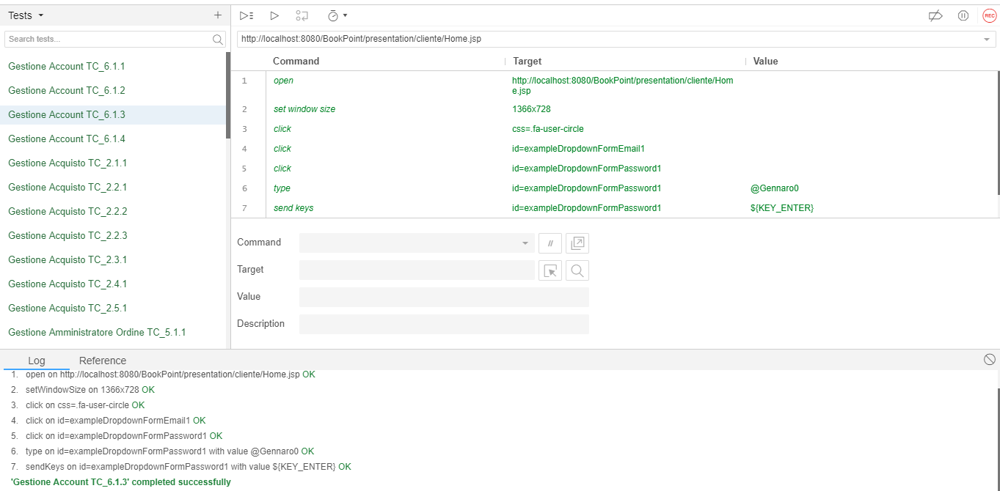 Tests
Search tests...
Gestione Account TC_6.1.1
Gestione Account TC_6.1.2
Gestione Account TC_6.1.3
Gestione Account TC_6.1.4
Gestione Acquisto TC_2.1.1
Gestione Acquisto TC_2.2.1
Gestione Acquisto TC_2.2.2
Gestione Acquisto TC_2.2.3
Gestione Acquisto TC_2.3.1
Gestione Acquisto TC_2.4.1
Gestione Acquisto TC_2.5.1
Gestione Amministratore Ordine TC_5.1.1
REC
http://localhost:8080/BookPoint/presentation/cliente/Home.jsp
Command Target Value
1 open http://localhost:8080/BookPoint/presentation/cliente/Hom
e.jsp
2 set window size 1366x728
3 click css=.fa-user-circle
4 click id=exampleDropdownFormEmail1
5 click id=exampleDropdownFormPassword1
6 type id=exampleDropdownFormPassword1 @Gennaro0
7 send keys id=exampleDropdownFormPassword1 ${KEY_ENTER}
Command //
Target
Value
Description
Log Reference
1. open on http://localhost:8080/BookPoint/presentation/cliente/Home.jsp OK
2. setWindowSize on 1366x728 OK
3. click on css=.fa-user-circle OK
4. click on id=exampleDropdownFormEmail1 OK
5. click on id=exampleDropdownFormPassword1 OK
6. type on id=exampleDropdownFormPassword1 with value @Gennaro0 OK
7. sendKeys on id=exampleDropdownFormPassword1 with value ${KEY_ENTER} OK
'Gestione Account TC_6.1.3' completed successfully